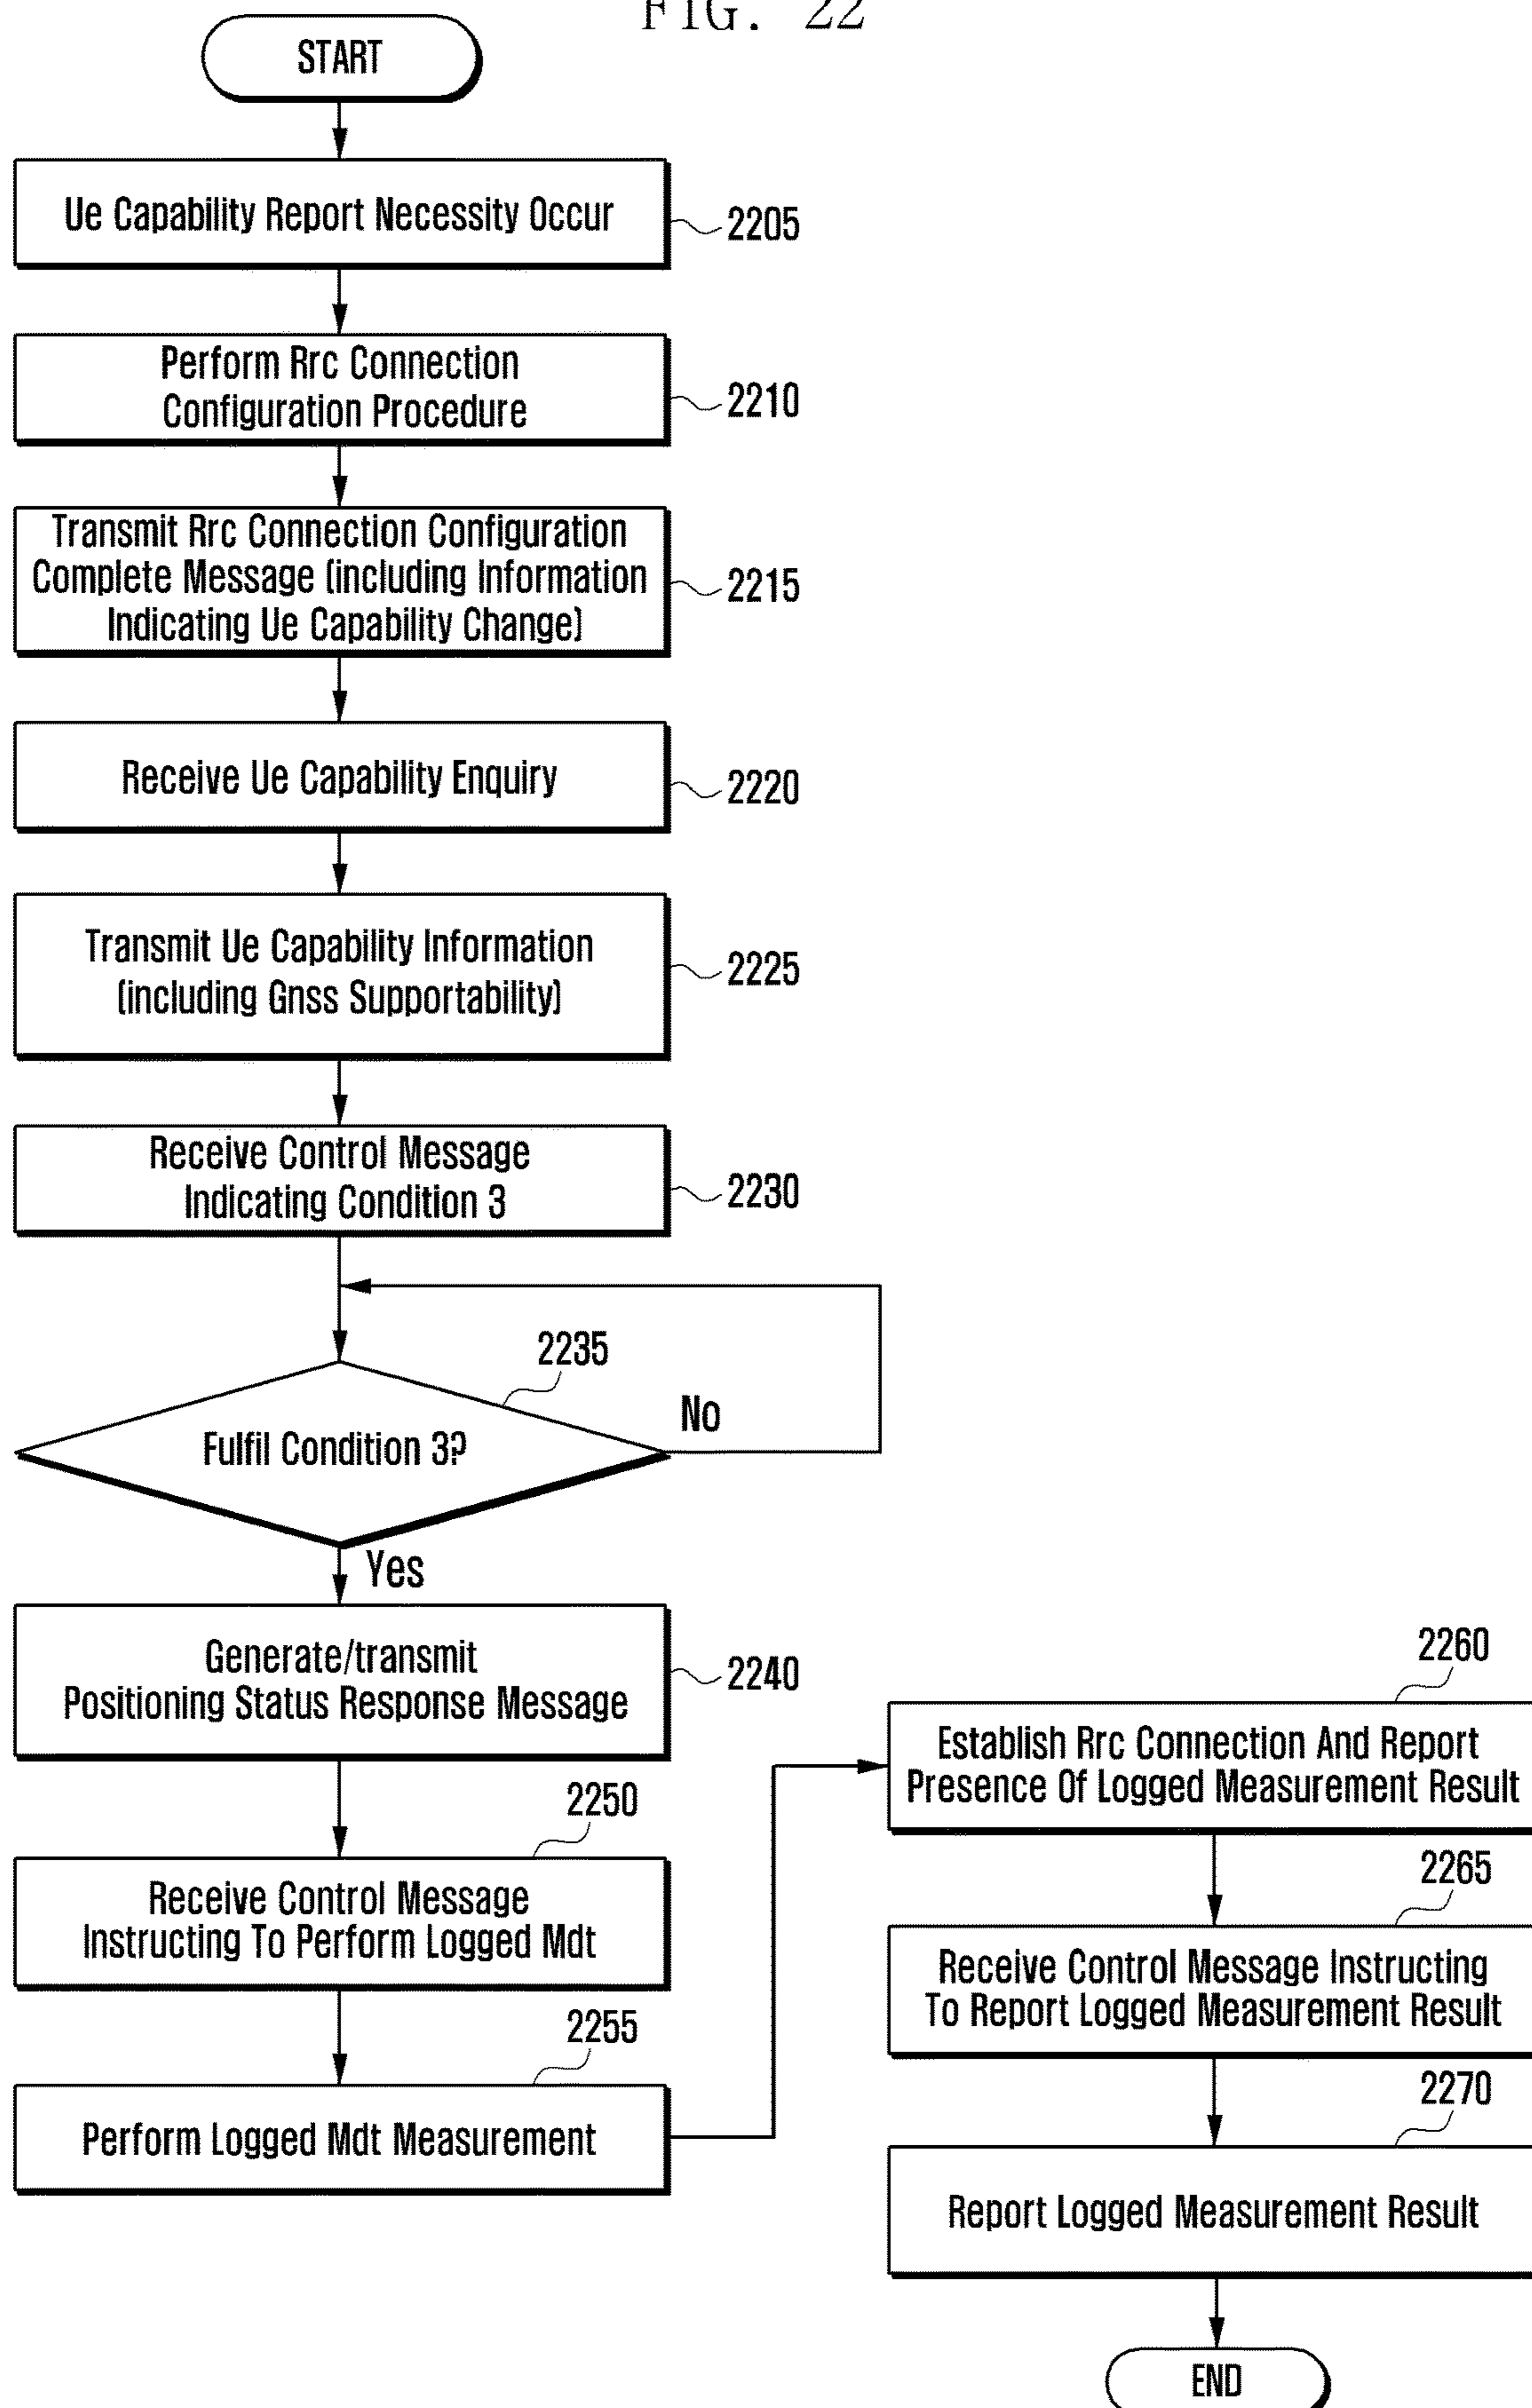 FIG. 22
START
Ue Capability Report Necessity Occur
2205
Perform Rrc Connection
Configuration Procedure
2210
Transmit Rrc Connection Configuration
Complete Message (including Information
Indicating Ue Capability Change)
2215
Receive Ue Capability Enquiry
2220
Transmit Ue Capability Information
(including Gnss Supportability)
2225
Receive Control Message
Indicating Condition 3
2230
2235
Fulfil Condition 3?
No
Yes
Generate/transmit
Positioning Status Response Message
2240
2250
Receive Control Message
Instructing To Perform Logged Mdt
2255
Perform Logged Mdt Measurement
2260
Establish Rrc Connection And Report
Presence Of Logged Measurement Result
2265
Receive Control Message Instructing
To Report Logged Measurement Result
2270
Report Logged Measurement Result
END